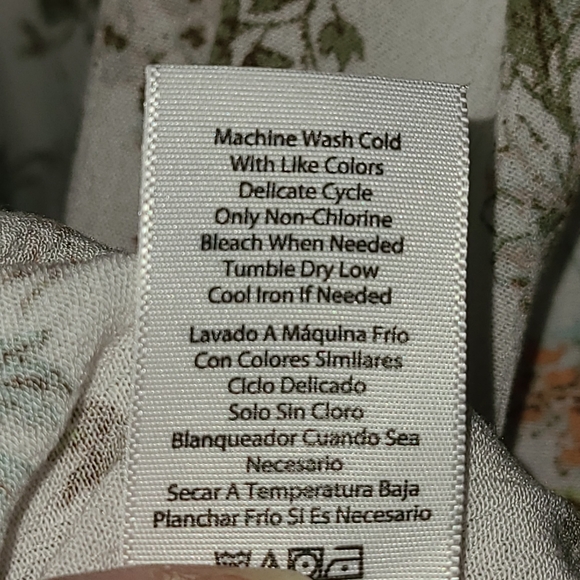 Machine Wash Cold
With Like Colors
Delicate Cycle
Only Non-Chlorine
Bleach When Needed
Tumble Dry Low
Cool Iron If Needed
Lavado A Máquina Frío
Con Colores Similares
Ciclo Delicado
Solo Sin Cloro
Blanqueador Cuando Sea
Necesario
Secar A Temperatura Baja
Planchar Frío Si Es Necesario